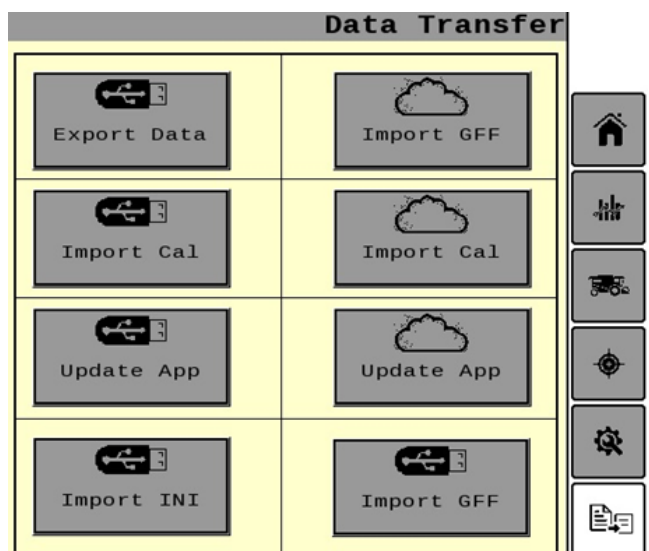 Data Transfer
Export Data
Import GFF
Import Cal
Import Cal
Update App
Update App
Import INI
Import GFF